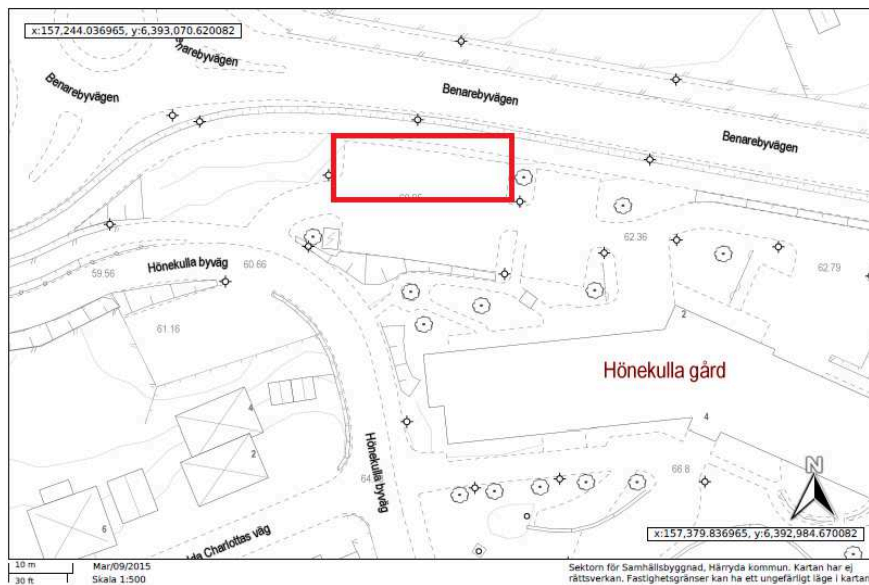 x:157,244.036965, y:6,393,070.620082
Benarebyvägen
Benarebyvägen
Benarebyvägen
62.36
62.79
Hönekulla byväg
60.66
59.56
61.16
2
Hönekulla gård
4
4
2
Hönekulla byväg
66.8
N
6
x:157,379.836965, y:6,392,984.670082
10 m
30 ft
Mar/09/2015
Skala 1:500
Sektorn för Samhällsbyggnad, Härryda kommun. Kartan har ej
rättsverkan. Fastighetsgränser kan ha ett ungefärligt läge i kartan